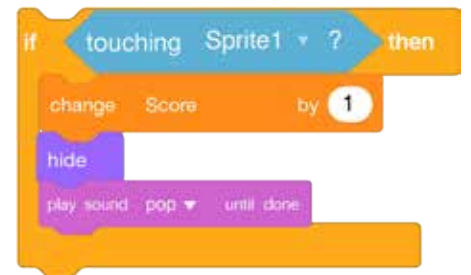 if touching Sprite1 ? then
change Score by 1
hide
play sound pop until done